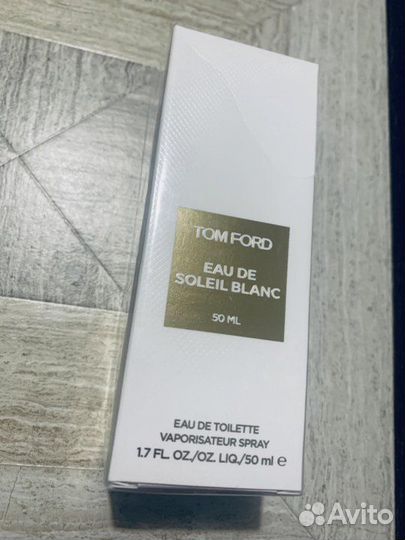 TOM FORD
EAU DE
SOLEIL BLANC
50 ML
EAU DE TOILETTE
VAPORISATEUR SPRAY
1.7 FL. OZ./OZ. LIQ./50 ml e
Avito